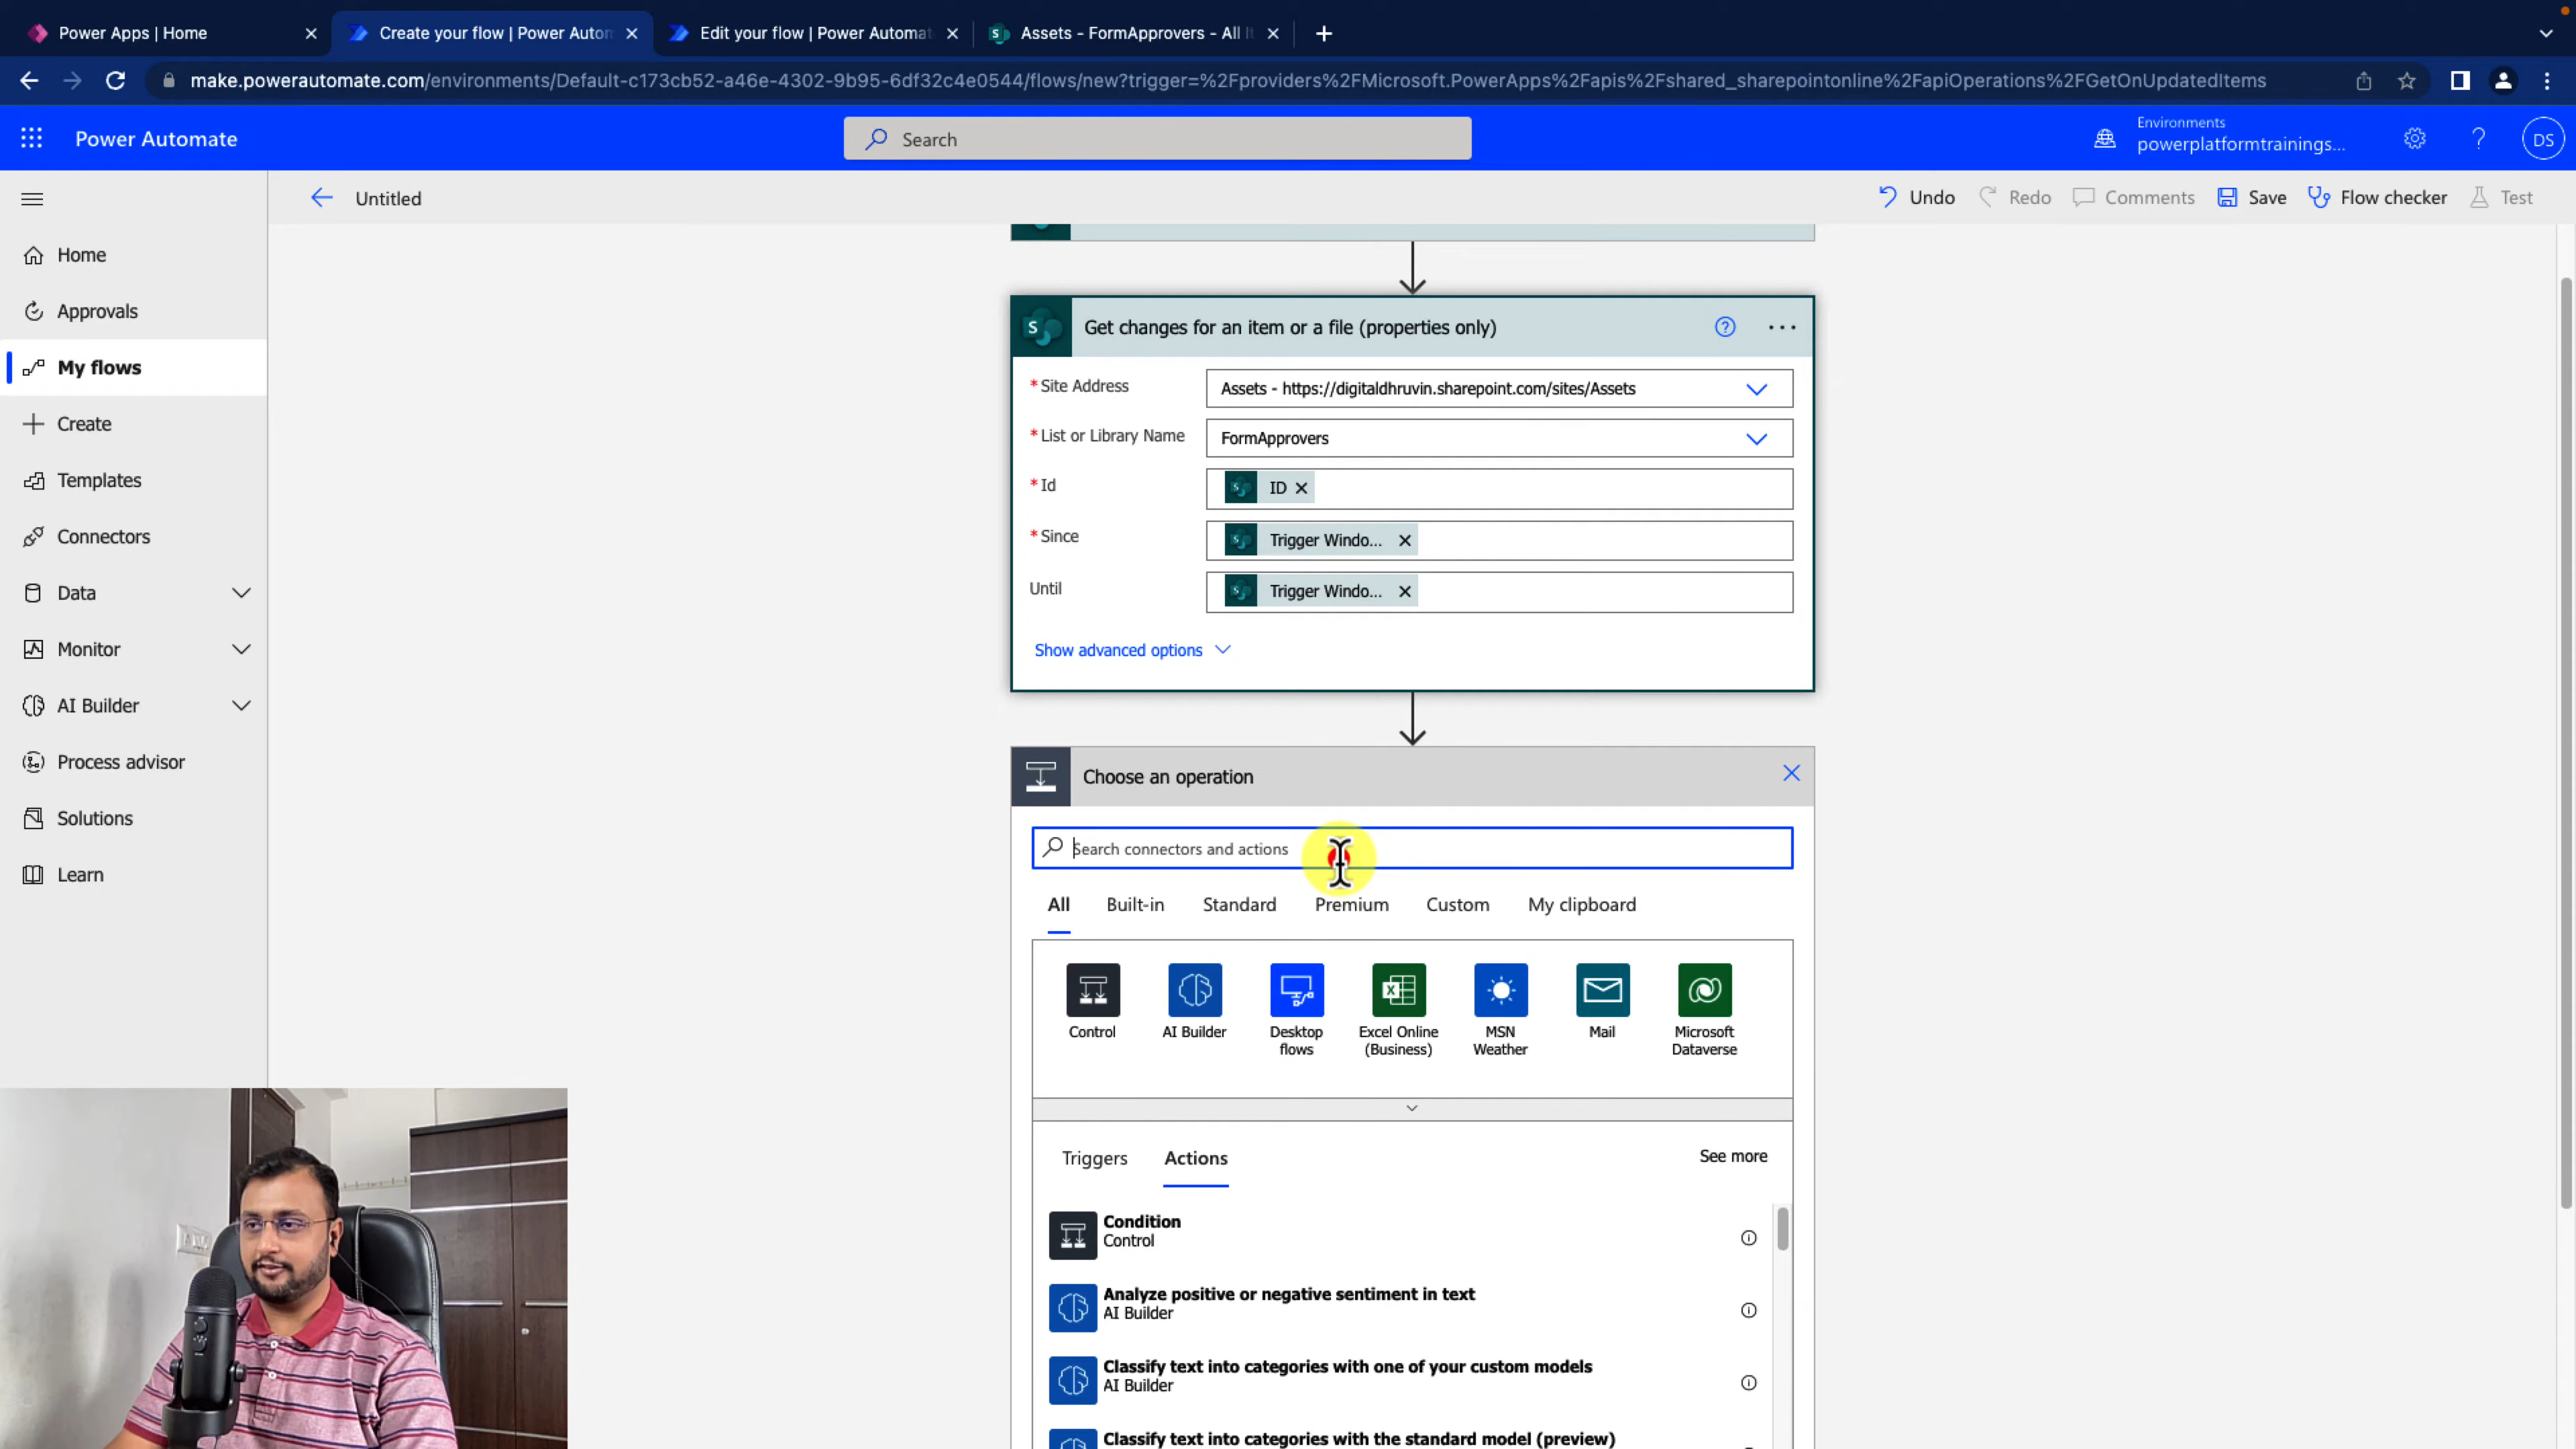 Power Apps | Home
Create your flow | Power Autom
Edit your flow | Power Automat
Assets - FormApprovers - All It
make.powerautomate.com/environments/Default-c173cb52-a46e-4302-9b95-6df32c4e0544/flows/new?trigger=%2Fproviders%2FMicrosoft.PowerApps%2Fapis%2Fshared_sharepointonline%2FapiOperations%2FGetOnUpdatedItems
Power Automate
Search
Environments
powerplatformtrainings...
?
DS
Untitled
Undo
Redo
Comments
Save
Flow checker
Test
Home
Approvals
My flows
Create
Templates
Connectors
Data
Monitor
AI Builder
Process advisor
Solutions
Learn
S
Get changes for an item or a file (properties only)
?
* Site Address
Assets - https://digitaldhruvin.sharepoint.com/sites/Assets
* List or Library Name
FormApprovers
* Id
ID
* Since
Trigger Windo...
Until
Trigger Windo...
Show advanced options
Choose an operation
Search connectors and actions
All
Built-in
Standard
Premium
Custom
My clipboard
Control
AI Builder
Desktop flows
Excel Online (Business)
MSN Weather
Mail
Microsoft Dataverse
Triggers
Actions
See more
Condition
Control
Analyze positive or negative sentiment in text
AI Builder
Classify text into categories with one of your custom models
AI Builder
Classify text into categories with the standard model (preview)